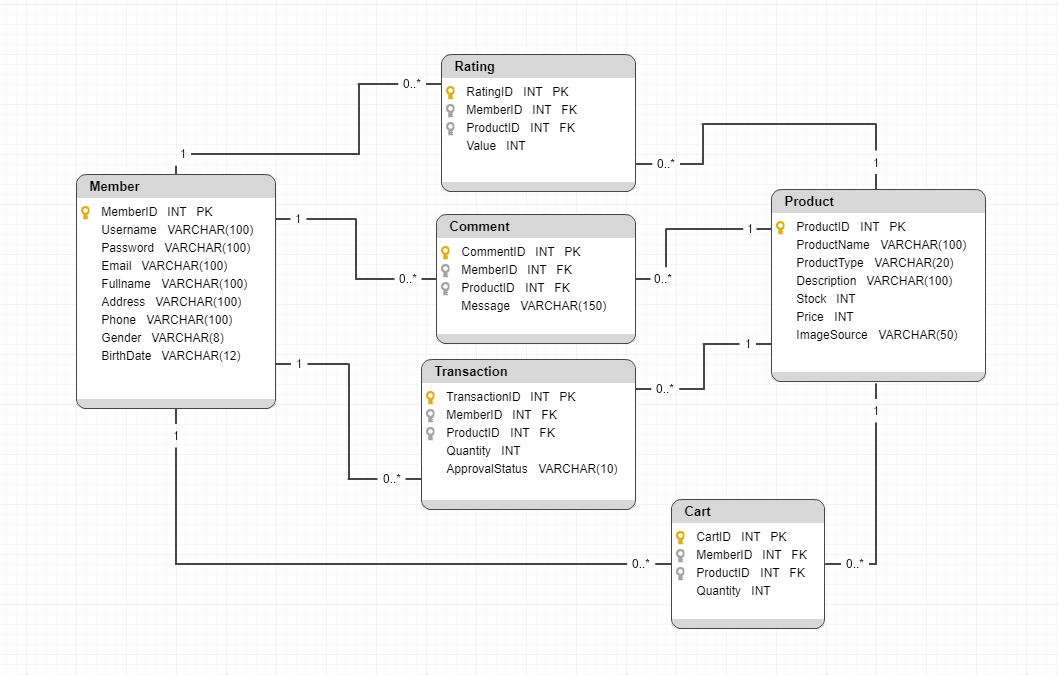 Rating
RatingID INT PK
MemberID INT FK
ProductID INT FK
Value INT
0..*
1
0..*
1
Member
MemberID INT PK
Username VARCHAR(100)
Password VARCHAR(100)
Email VARCHAR(100)
Fullname VARCHAR(100)
Address VARCHAR(100)
Phone VARCHAR(100)
Gender VARCHAR(8)
BirthDate VARCHAR(12)
1
0..*
Comment
CommentID INT PK
MemberID INT FK
ProductID INT FK
Message VARCHAR(150)
0..*
1
Product
ProductID INT PK
ProductName VARCHAR(100)
ProductType VARCHAR(20)
Description VARCHAR(100)
Stock INT
Price INT
ImageSource VARCHAR(50)
1
0..*
Transaction
TransactionID INT PK
MemberID INT FK
ProductID INT FK
Quantity INT
ApprovalStatus VARCHAR(10)
0..*
1
1
0..*
Cart
CartID INT PK
MemberID INT FK
ProductID INT FK
Quantity INT
0..*
1